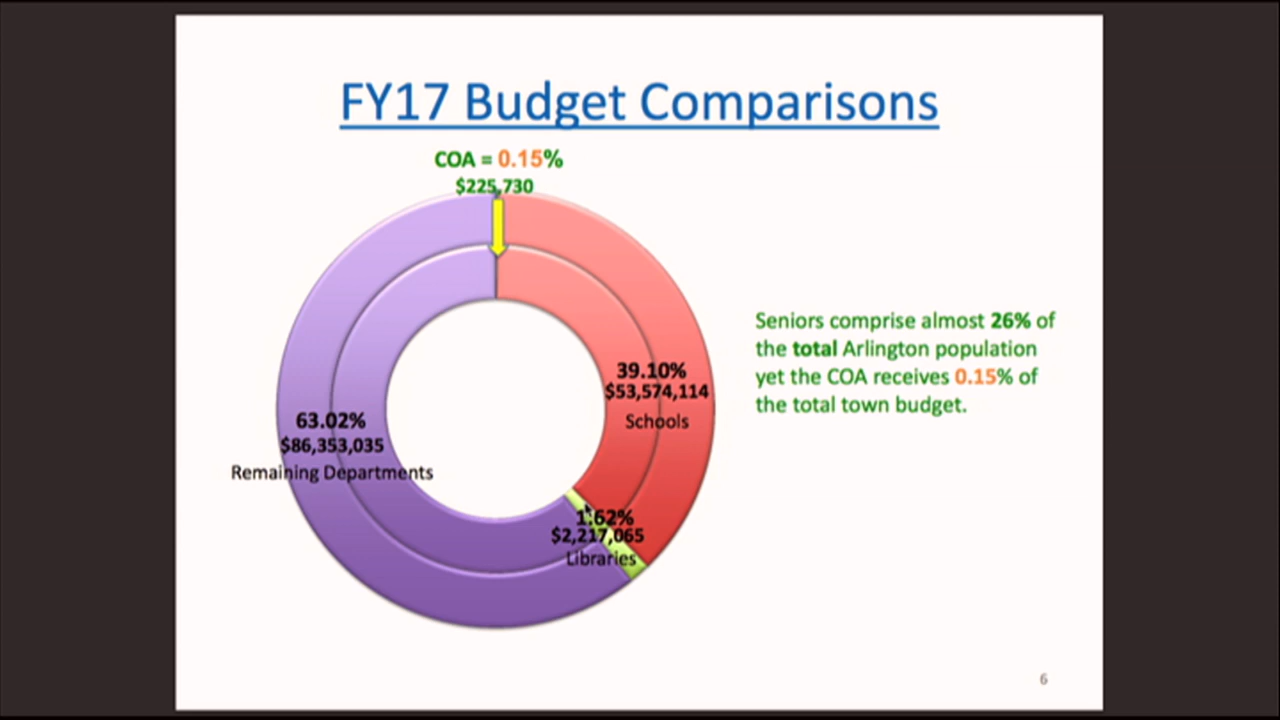 FY17 Budget Comparisons
COA = 0.15%
$225,730
39.10%
$53,574,114
Schools
Seniors comprise almost 26% of
the total Arlington population
yet the COA receives 0.15% of
the total town budget.
63.02%
$86,353,035
Remaining Departments
1.62%
$2,217,065
Libraries
6